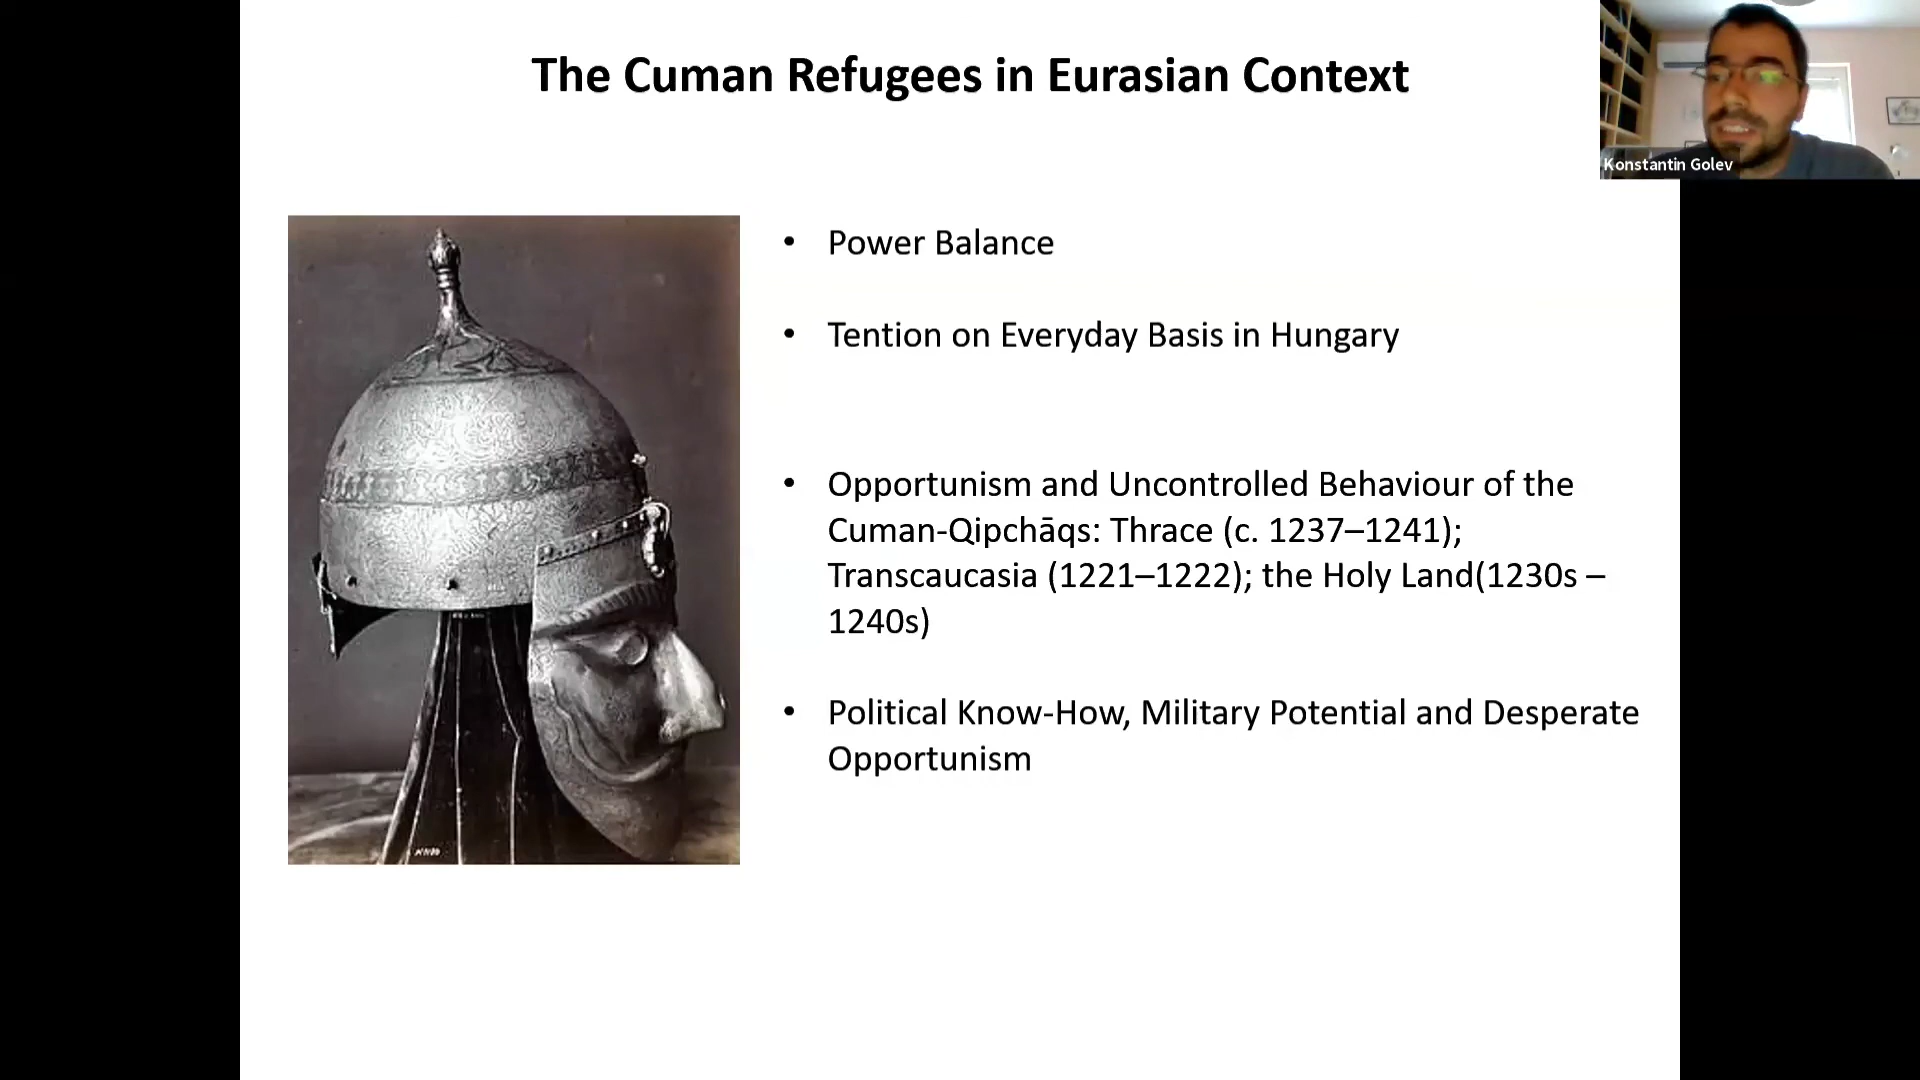 The Cuman Refugees in Eurasian Context
Konstantin Golev
• Power Balance
• Tention on Everyday Basis in Hungary
• Opportunism and Uncontrolled Behaviour of the
Cuman-Qipchāqs: Thrace (c. 1237–1241);
Transcaucasia (1221–1222); the Holy Land(1230s –
1240s)
• Political Know-How, Military Potential and Desperate
Opportunism